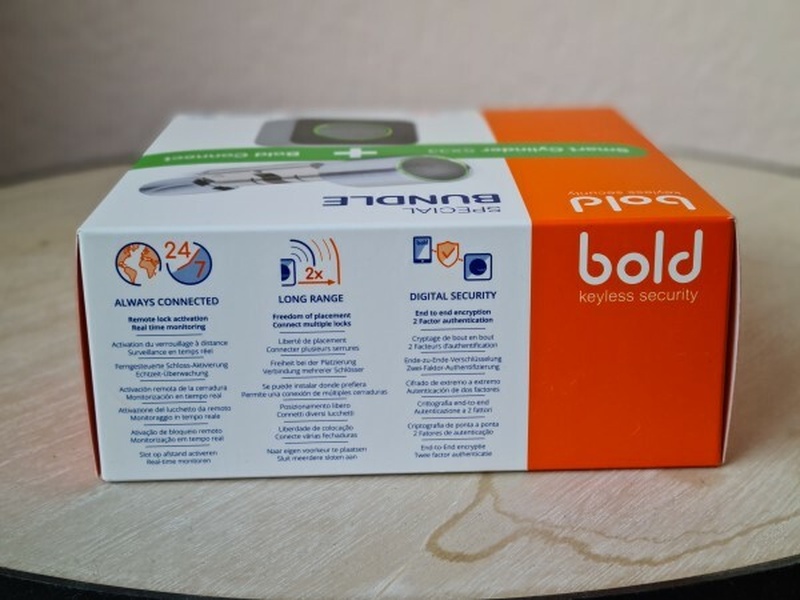 Smart Cylinder SX33
Bold Connect
SPECIAL
BUNDLE
bold
keyless security
24/7
ALWAYS CONNECTED
Remote lock activation
Real time monitoring
Activation du verrouillage à distance
Surveillance en temps réel
Ferngesteuerte Schloss-Aktivierung
Echtzeit-Überwachung
Activación remota de la cerradura
Monitorización en tiempo real
Attivazione del lucchetto da remoto
Monitoraggio in tempo reale
Ativação de bloqueio remoto
Monitorização em tempo real
Slot op afstand activeren
Real-time monitoren
2x
LONG RANGE
Freedom of placement
Connect multiple locks
Liberté de placement
Connecter plusieurs serrures
Freiheit bei der Platzierung
Verbindung mehrerer Schlösser
Se puede instalar donde prefiera
Permite una conexión de múltiples cerraduras
Posizionamento libero
Connetti diversi lucchetti
Liberdade de colocação
Conecte várias fechaduras
Naar eigen voorkeur te plaatsen
Sluit meerdere sloten aan
bold
DIGITAL SECURITY
End to end encryption
2 Factor authentication
Cryptage de bout en bout
2 Facteurs d'authentification
Ende-zu-Ende-Verschlüsselung
Zwei-Faktor-Authentifizierung
Cifrado de extremo a extremo
Autenticación de dos factores
Crittografia end-to-end
Autenticazione a 2 fattori
Criptografia de ponta a ponta
2 Fatores de autenticação
End-to-End encryptie
Twee factor authenticatie
bold
keyless security